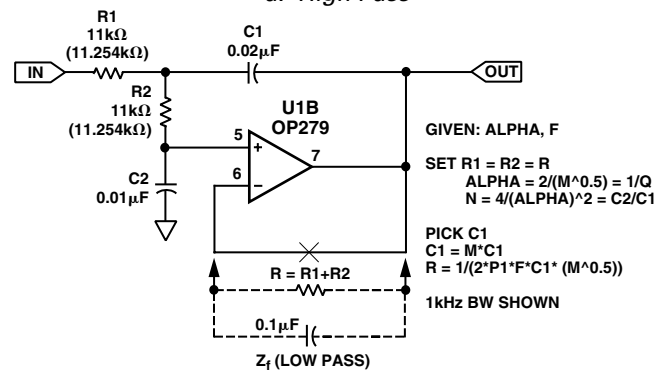 R1
11kΩ
(11.254kΩ)
C1
0.02μF
IN
OUT
R2
11kΩ
(11.254kΩ)
U1B
OP279
5
6
7
+
−
C2
0.01μF
GIVEN: ALPHA, F
SET R1 = R2 = R
ALPHA = 2/(M^0.5) = 1/Q
N = 4/(ALPHA)^2 = C2/C1
PICK C1
C1 = M*C1
R = 1/(2*P1*F*C1* (M^0.5))
1kHz BW SHOWN
R = R1+R2
0.1μF
Zf (LOW PASS)